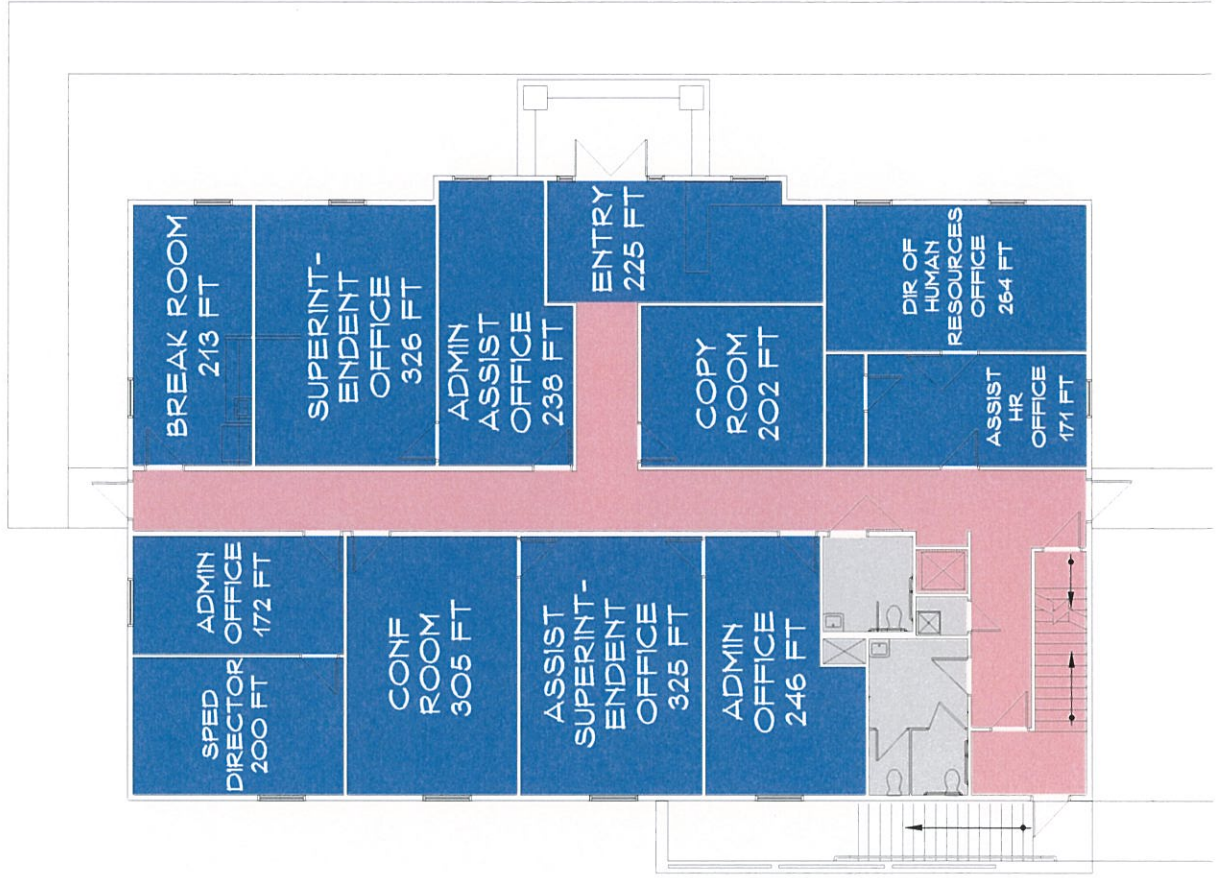 BREAK ROOM
213 FT
SUPERINT-
ENDENT
OFFICE
326 FT
ADMIN
ASSIST
OFFICE
238 FT
ENTRY
225 FT
COPY
ROOM
202 FT
DIR OF
HUMAN
RESOURCES
OFFICE
264 FT
ASSIST
HR
OFFICE
171 FT
ADMIN
OFFICE
172 FT
SPED
DIRECTOR
200 FT
CONF
ROOM
305 FT
ASSIST
SUPERINT-
ENDENT
OFFICE
325 FT
ADMIN
OFFICE
246 FT